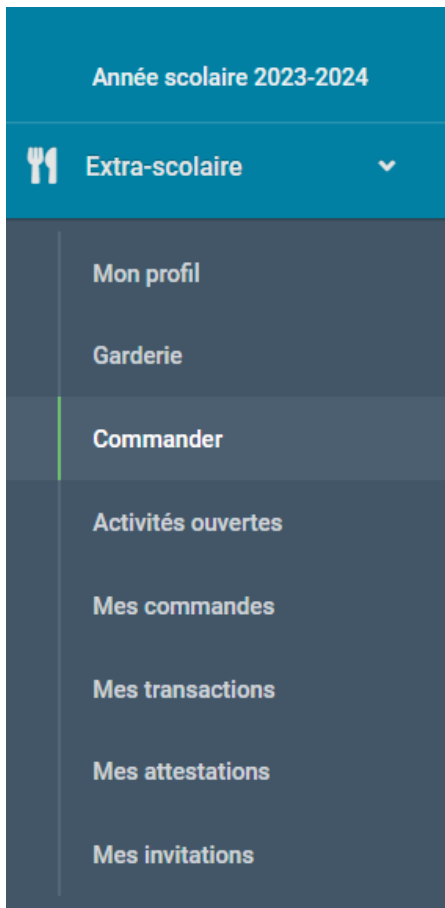 Année scolaire 2023-2024
Extra-scolaire
Mon profil
Garderie
Commander
Activités ouvertes
Mes commandes
Mes transactions
Mes attestations
Mes invitations